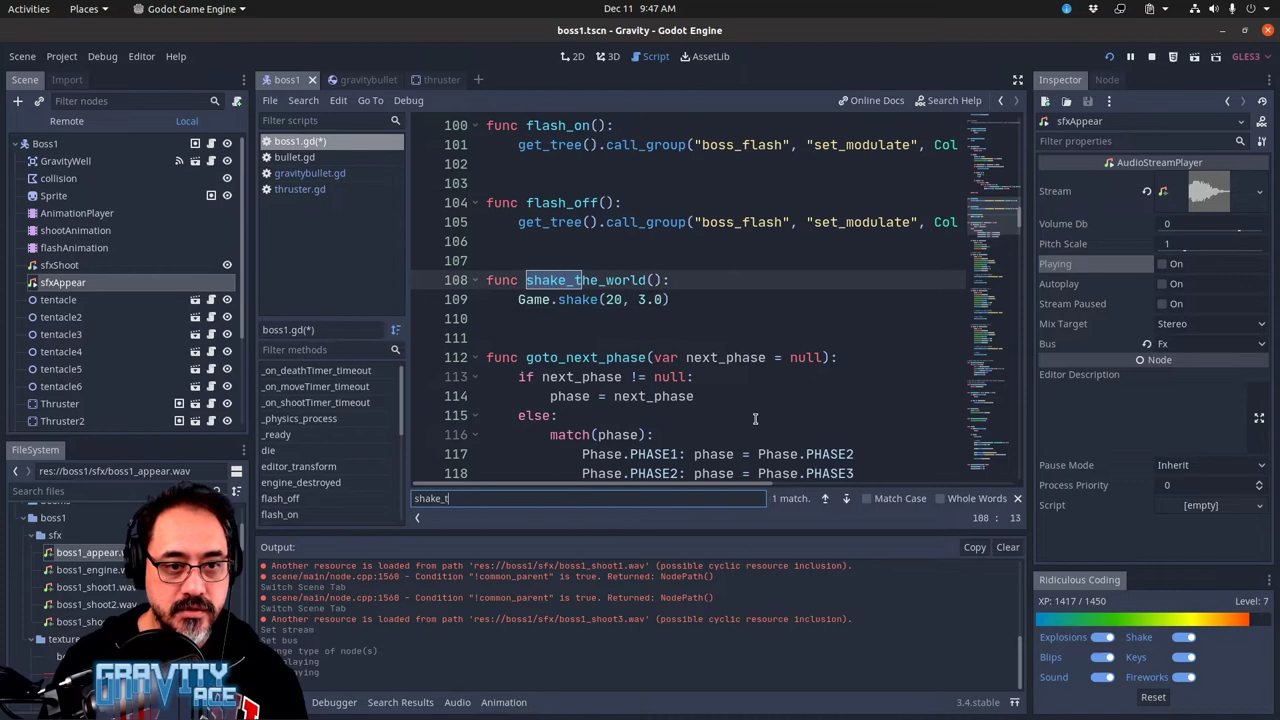 Activities
Places
Godot Game Engine
Dec 11 9:47 AM
boss1.tscn - Gravity - Godot Engine
Scene Project Debug Editor Help
2D 3D Script AssetLib
GLES3
Scene Import
Filter nodes
Remote Local
Boss1
GravityWell
collision
Sprite
AnimationPlayer
shootAnimation
flashAnimation
sfxShoot
sfxAppear
tentacle
tentacle2
tentacle3
tentacle4
tentacle5
tentacle6
Thruster
Thruster2
FileSystem
res://boss1/sfx/boss1_appear.wav
Search files
boss1
sfx
boss1_appear.
boss1_engine.w
boss1_shoot1.w
boss1_shoot2.wav
boss1_sho
textur
GRAVITY
ACE
boss1 gravitybullet thruster
File Search Edit Go To Debug
Online Docs Search Help
Filter scripts
boss1.gd(*)
bullet.gd
gravitybullet.gd
thruster.gd
boss1.gd(*)
Filter methods
_on_deathTimer_timeout
_on_moveTimer_timeout
_on_shootTimer_timeout
_physics_process
_ready
die
editor_transform
engine_destroyed
flash_off
flash_on
100 func flash_on():
101 get_tree().call_group("boss_flash", "set_modulate", Col
102
103
104 func flash_off():
105 get_tree().call_group("boss_flash", "set_modulate", Col
106
107
108 func shake_the_world():
109 Game.shake(20, 3.0)
110
111
112 func goto_next_phase(var next_phase = null):
113 if next_phase != null:
114 phase = next_phase
115 else:
116 match(phase):
117 Phase.PHASE1: phase = Phase.PHASE2
118 Phase.PHASE2: phase = Phase.PHASE3
shake_t
1 match.
Match Case Whole Words
108 : 13
Output:
Copy Clear
Another resource is loaded from path 'res://boss1/sfx/boss1_shoot1.wav' (possible cyclic resource inclusion).
scene/main/node.cpp:1560 - Condition "!common_parent" is true. Returned: NodePath()
Switch Scene Tab
scene/main/node.cpp:1560 - Condition "!common_parent" is true. Returned: NodePath()
Switch Scene Tab
Another resource is loaded from path 'res://boss1/sfx/boss1_shoot3.wav' (possible cyclic resource inclusion).
Set stream
Set bus
nge type of node(s)
playing
ying
Debugger Search Results Audio Animation
3.4.stable
Inspector Node
sfxAppear
Filter properties
AudioStreamPlayer
Stream
Volume Db 0
Pitch Scale 1
Playing On
Autoplay On
Stream Paused On
Mix Target Stereo
Bus Fx
Node
Editor Description
Pause Mode Inherit
Process Priority 0
Script [empty]
Ridiculous Coding
XP: 1417 / 1450 Level: 7
Explosions Shake
Blips Keys
Sound Fireworks
Reset